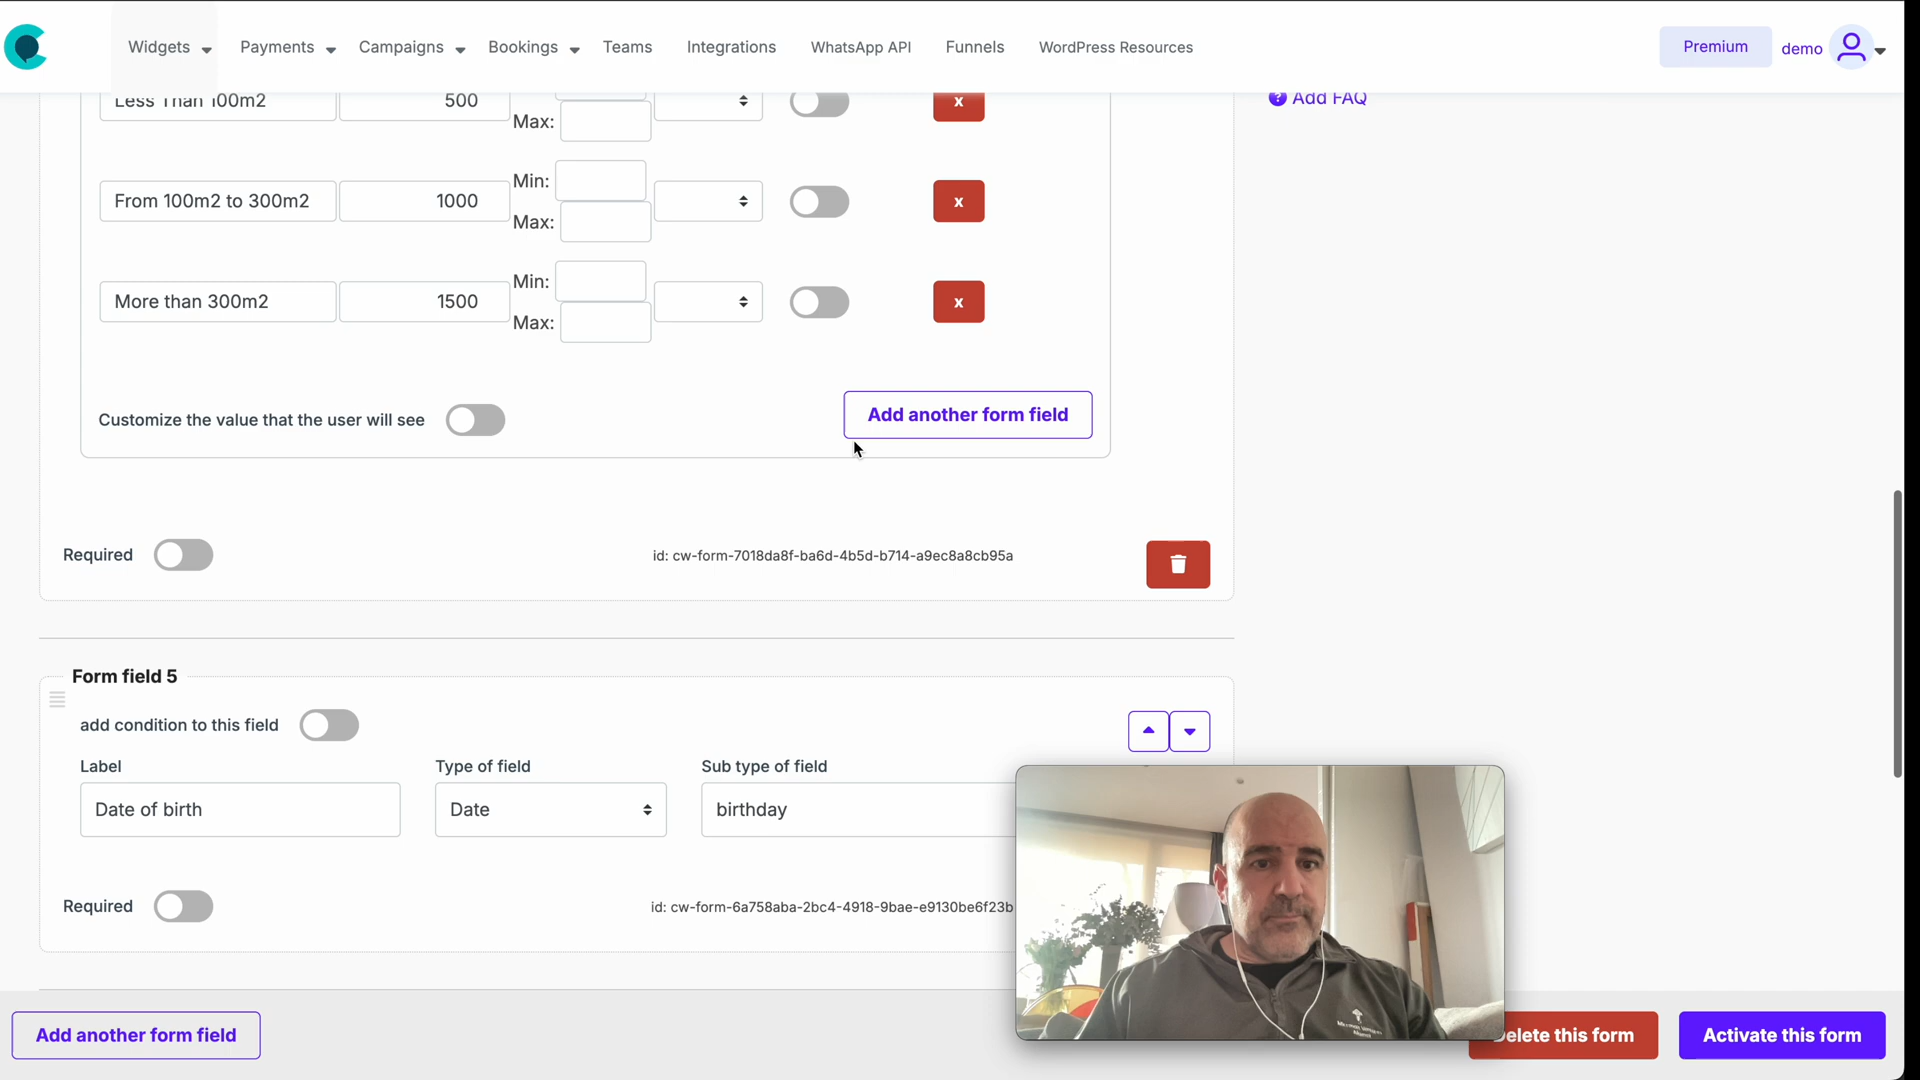 Widgets Payments Campaigns Bookings Teams Integrations WhatsApp API Funnels WordPress Resources Premium demo
Less Than 100m2 500 Max: x
? Add FAQ
From 100m2 to 300m2 1000 Min: x
Max:
More than 300m2 1500 Min: x
Max:
Customize the value that the user will see Add another form field
Required id: cw-form-7018da8f-ba6d-4b5d-b714-a9ec8a8cb95a
Form field 5
add condition to this field
Label Type of field Sub type of field
Date of birth Date birthday
Required id: cw-form-6a758aba-2bc4-4918-9bae-e9130be6f23b
Add another form field elete this form Activate this form